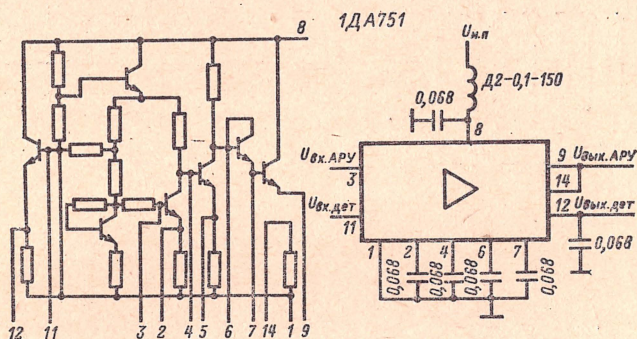 1ДА751
8
12 11 3 2 4 5 6 7 14 1 9
Uи.п
Д2-0,1-150
0,068
8
Uвх.АРУ
3
Uвх.дет
11
9 Uвых.АРУ
14
12 Uвых.дет
0,068
1 2 4 6 7
0,068 0,068 0,068 0,068